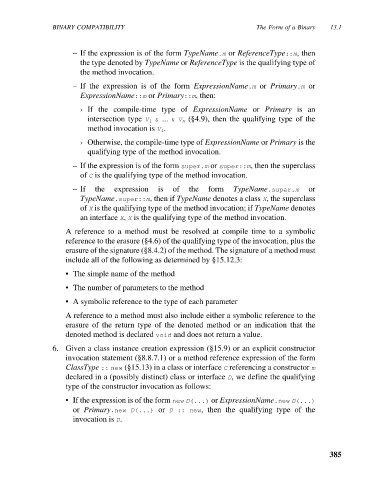 BINARY COMPATIBILITY The Form of a Binary 13.1
– If the expression is of the form TypeName.m or ReferenceType::m, then
the type denoted by TypeName or ReferenceType is the qualifying type of
the method invocation.
– If the expression is of the form ExpressionName.m or Primary.m or
ExpressionName::m or Primary::m, then:
› If the compile-time type of ExpressionName or Primary is an
intersection type V1 & ... & Vn (§4.9), then the qualifying type of the
method invocation is V1.
› Otherwise, the compile-time type of ExpressionName or Primary is the
qualifying type of the method invocation.
– If the expression is of the form super.m or super::m, then the superclass
of C is the qualifying type of the method invocation.
– If the expression is of the form TypeName.super.m or
TypeName.super::m, then if TypeName denotes a class X, the superclass
of X is the qualifying type of the method invocation; if TypeName denotes
an interface X, X is the qualifying type of the method invocation.
A reference to a method must be resolved at compile time to a symbolic
reference to the erasure (§4.6) of the qualifying type of the invocation, plus the
erasure of the signature (§8.4.2) of the method. The signature of a method must
include all of the following as determined by §15.12.3:
• The simple name of the method
• The number of parameters to the method
• A symbolic reference to the type of each parameter
A reference to a method must also include either a symbolic reference to the
erasure of the return type of the denoted method or an indication that the
denoted method is declared void and does not return a value.
6. Given a class instance creation expression (§15.9) or an explicit constructor
invocation statement (§8.8.7.1) or a method reference expression of the form
ClassType :: new (§15.13) in a class or interface C referencing a constructor m
declared in a (possibly distinct) class or interface D, we define the qualifying
type of the constructor invocation as follows:
• If the expression is of the form new D(...) or ExpressionName.new D(...)
or Primary.new D(...) or D :: new, then the qualifying type of the
invocation is D.
385